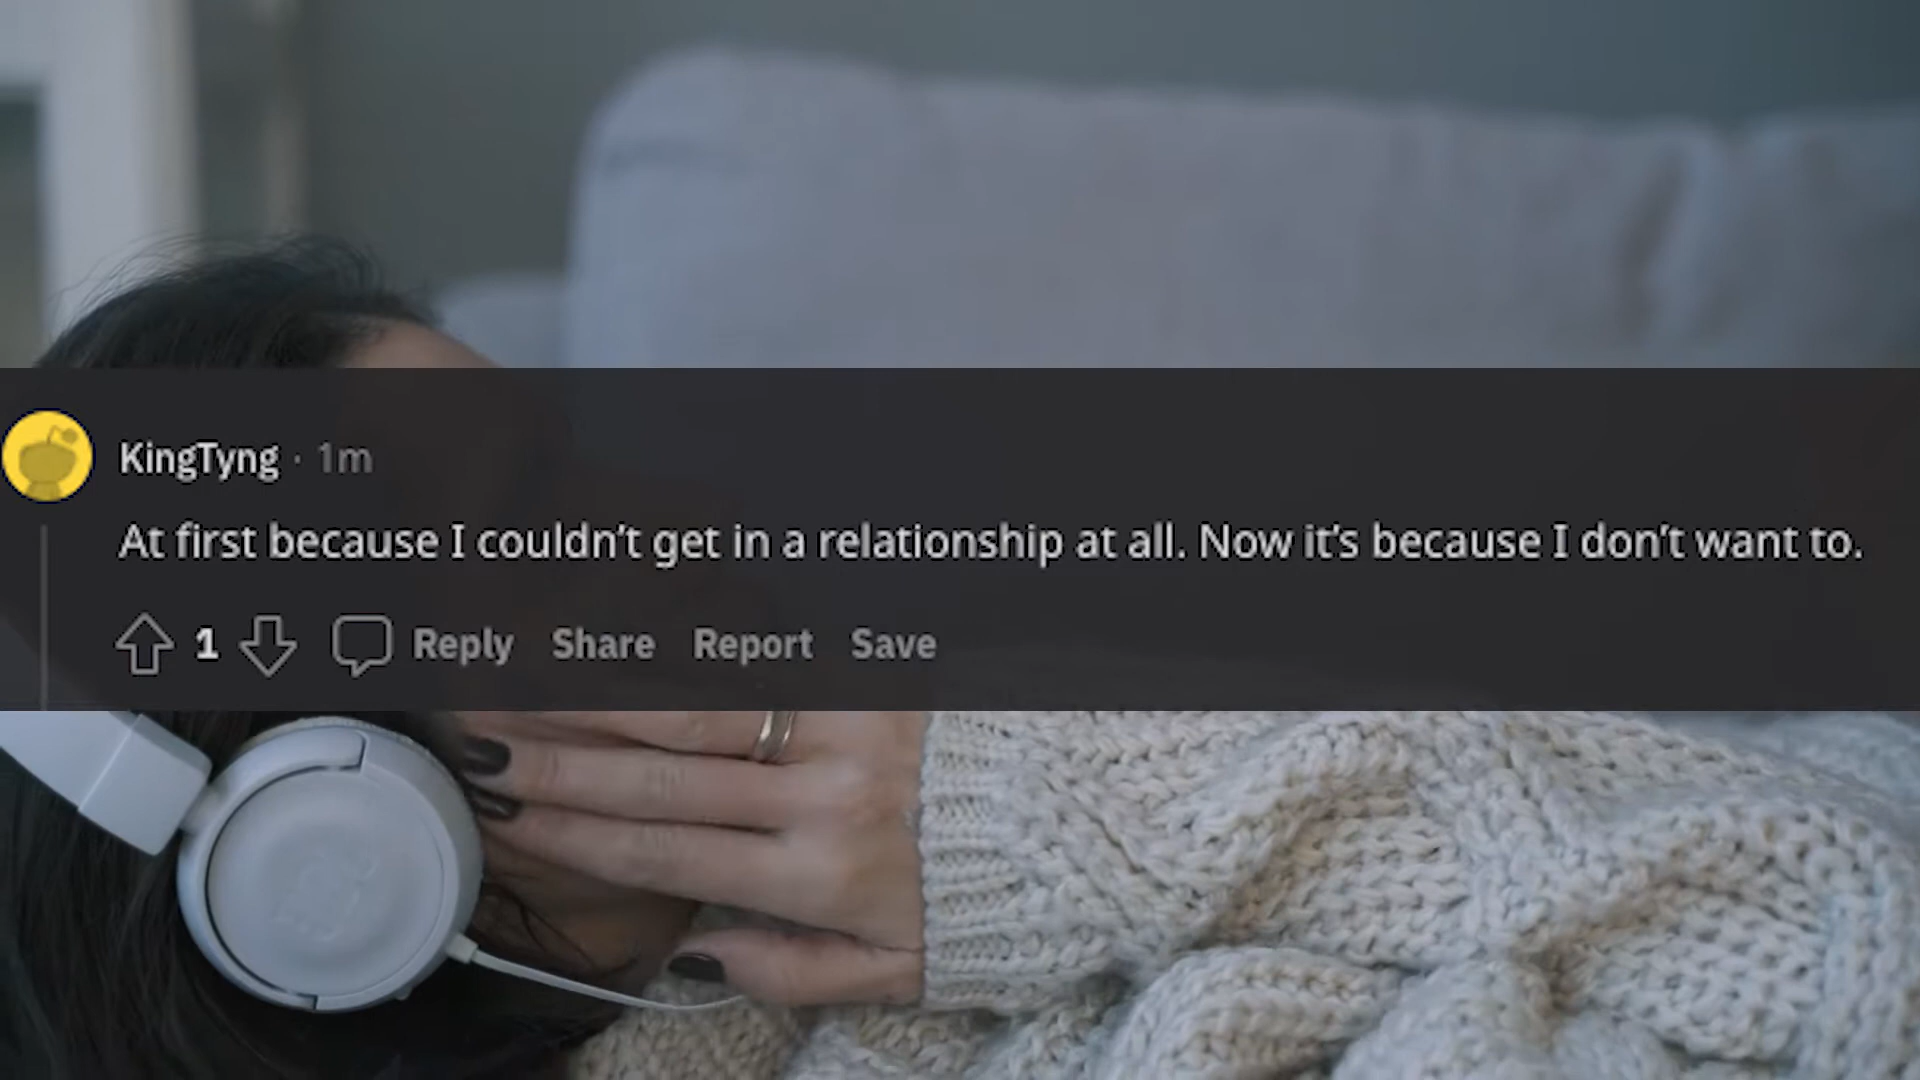 KingTyng · 1m
At first because I couldn't get in a relationship at all. Now it's because I don't want to.
1 Reply Share Report Save